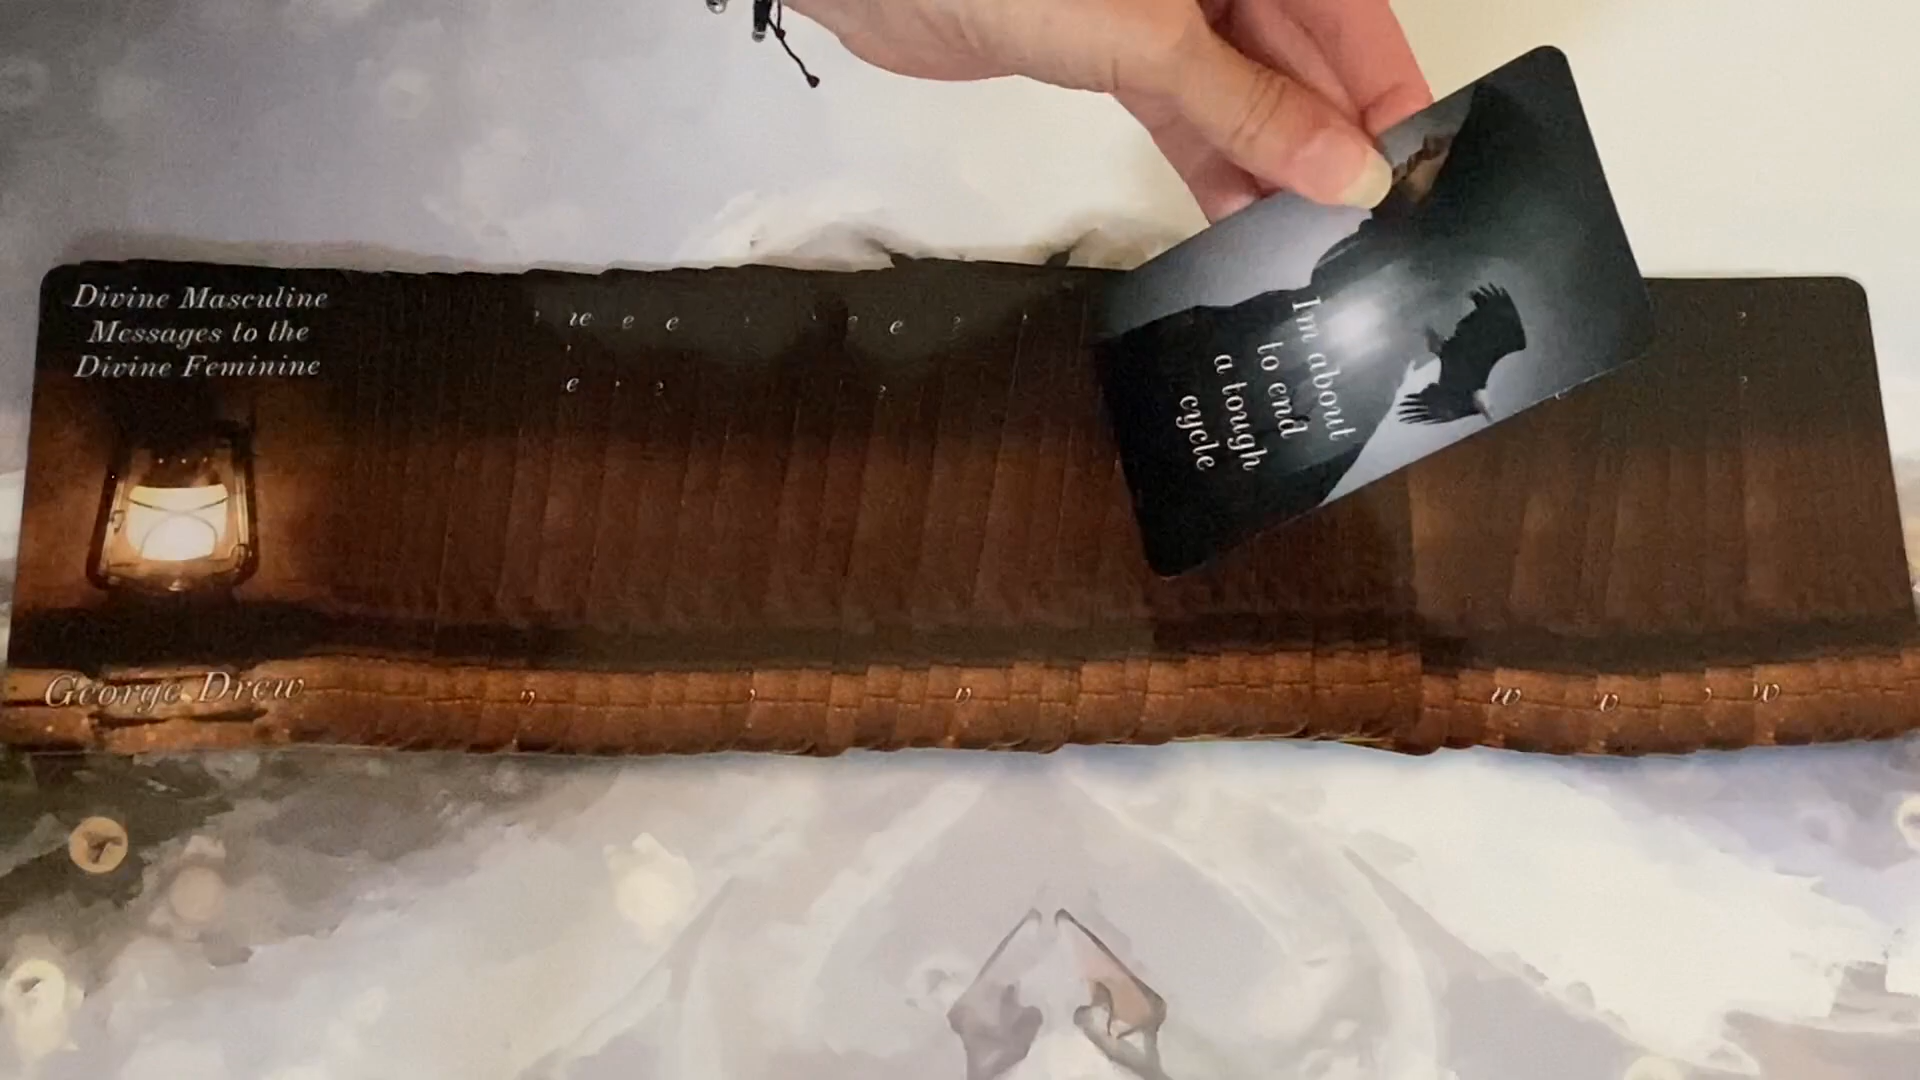 Divine Masculine
Messages to the
Divine Feminine
George Drew
Im about
to end
a tough
cycle